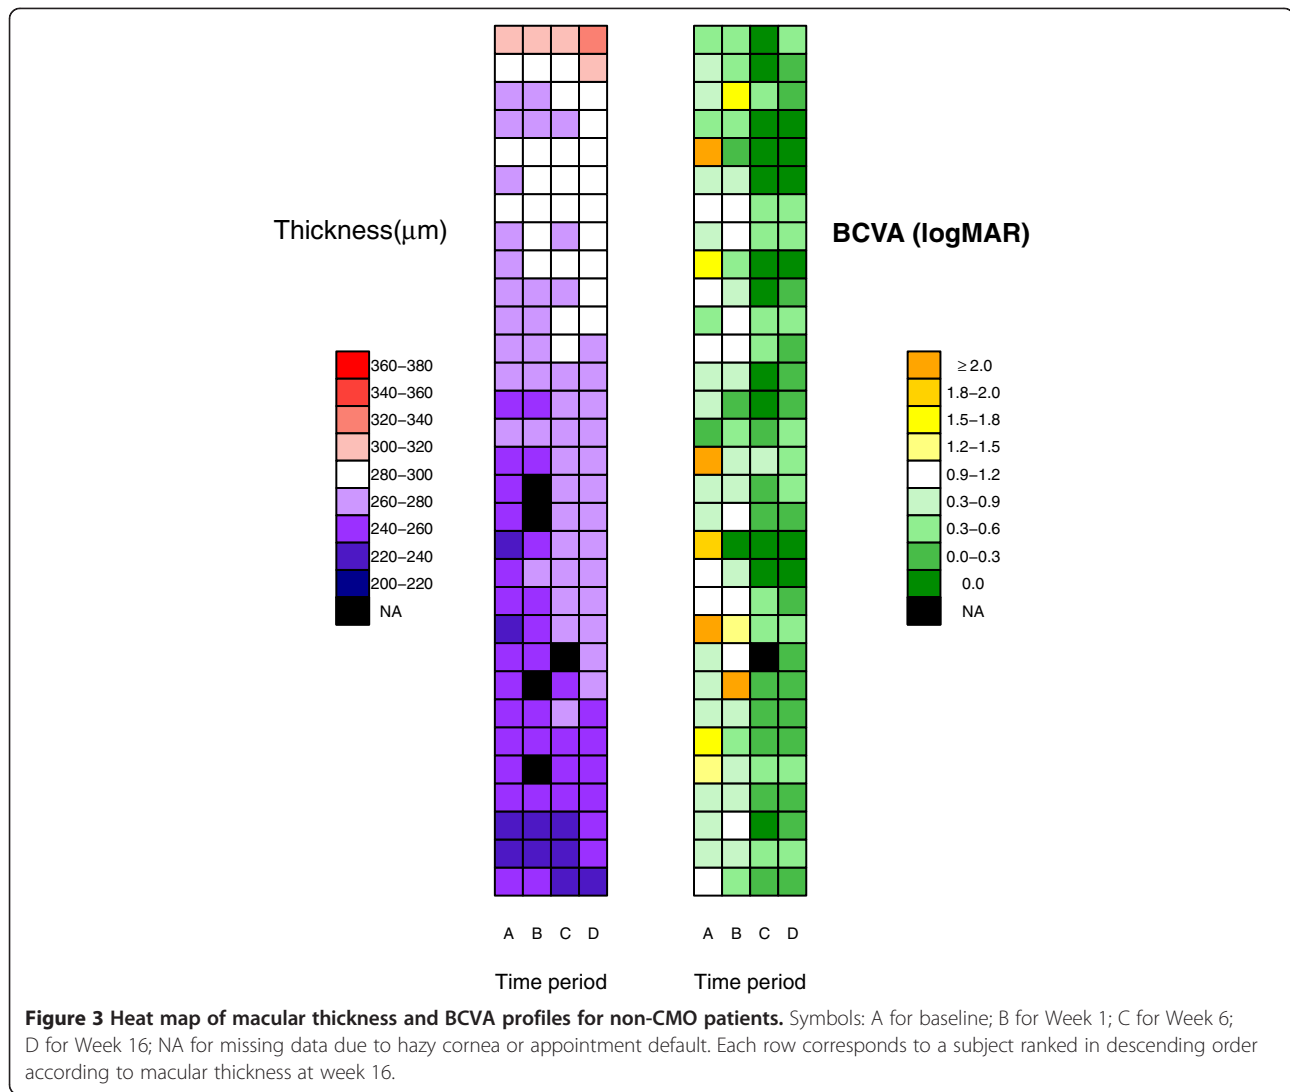 Thickness(μm)
BCVA (logMAR)
360–380
340–360
320–340
300–320
280–300
260–280
240–260
220–240
200–220
NA
≥ 2.0
1.8–2.0
1.5–1.8
1.2–1.5
0.9–1.2
0.3–0.9
0.3–0.6
0.0–0.3
0.0
NA
A B C D
A B C D
Time period
Time period
Figure 3 Heat map of macular thickness and BCVA profiles for non-CMO patients. Symbols: A for baseline; B for Week 1; C for Week 6;
D for Week 16; NA for missing data due to hazy cornea or appointment default. Each row corresponds to a subject ranked in descending order
according to macular thickness at week 16.